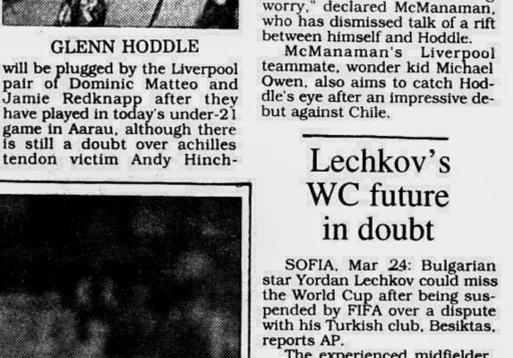 GLENN HODDLE
will be plugged by the Liverpool
pair of Dominic Matteo and
Jamie Redknapp after they
have played in today's under-21
game in Aarau, although there
is still a doubt over achilles
tendon victim Andy Hinch-
worry," declared McManaman,
who has dismissed talk of a rift
between himself and Hoddle.
McManaman's Liverpool
teammate, wonder kid Michael
Owen, also aims to catch Hod-
dle's eye after an impressive de-
but against Chile.
Lechkov's
WC future
in doubt
SOFIA, Mar 24: Bulgarian
star Yordan Lechkov could miss
the World Cup after being sus-
pended by FIFA over a dispute
with his Turkish club, Besiktas,
reports AP.
The experienced midfielder,